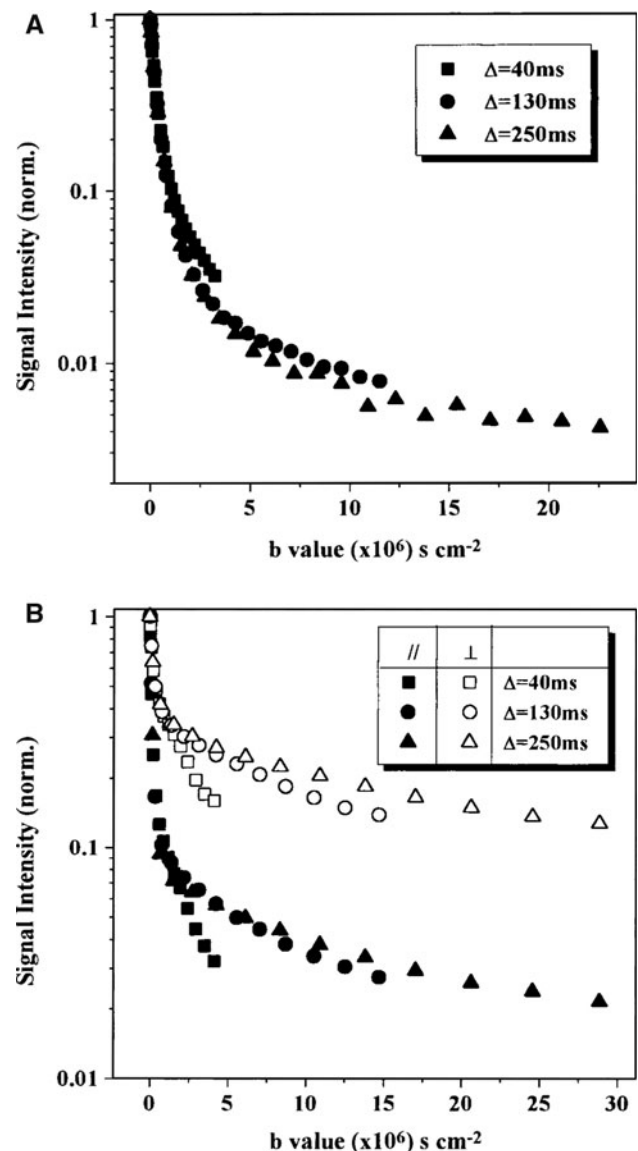 A
1
0.1
0.01
Signal Intensity (norm.)
Δ=40ms
Δ=130ms
Δ=250ms
0 5 10 15 20
b value (x10⁶) s cm⁻²
B
1
0.1
0.01
Signal Intensity (norm.)
// ⊥
Δ=40ms
Δ=130ms
Δ=250ms
0 5 10 15 20 25 30
b value (x10⁶) s cm⁻²